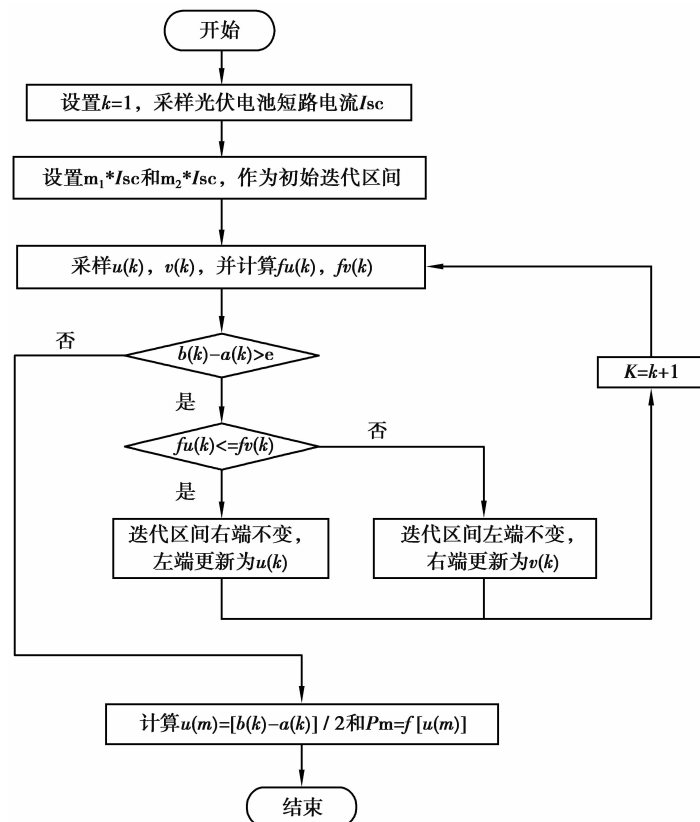 开始
设置k=1，采样光伏电池短路电流Isc
设置m₁*Isc和m₂*Isc，作为初始迭代区间
采样u(k)，v(k)，并计算fu(k)，fv(k)
否
b(k)−a(k)>e
K=k+1
是
fu(k)<=fv(k)
否
是
迭代区间右端不变，
左端更新为u(k)
迭代区间左端不变，
右端更新为v(k)
计算u(m)=[b(k)−a(k)] / 2和Pm=f [u(m)]
结束